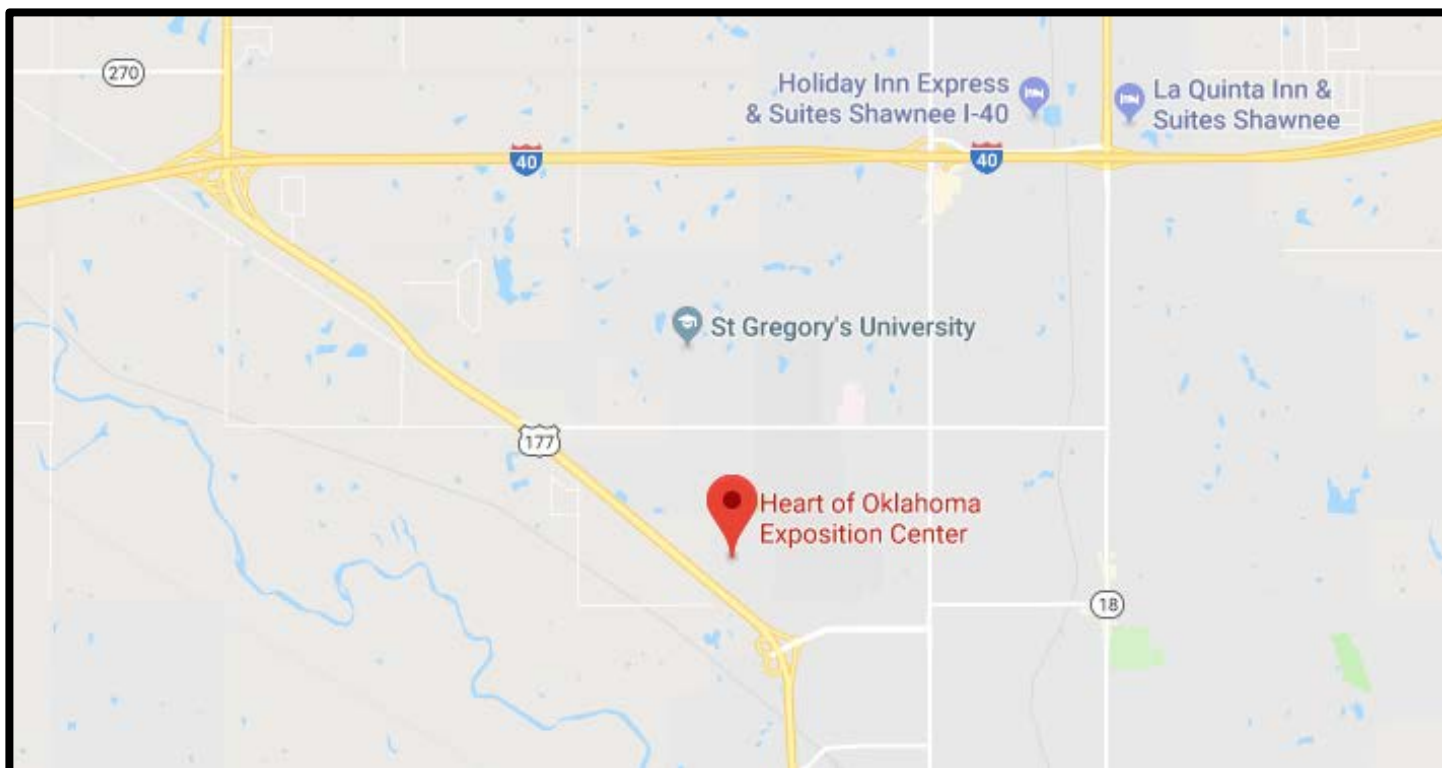 270
Holiday Inn Express
& Suites Shawnee I-40
La Quinta Inn &
Suites Shawnee
40
40
St Gregory's University
177
Heart of Oklahoma
Exposition Center
18